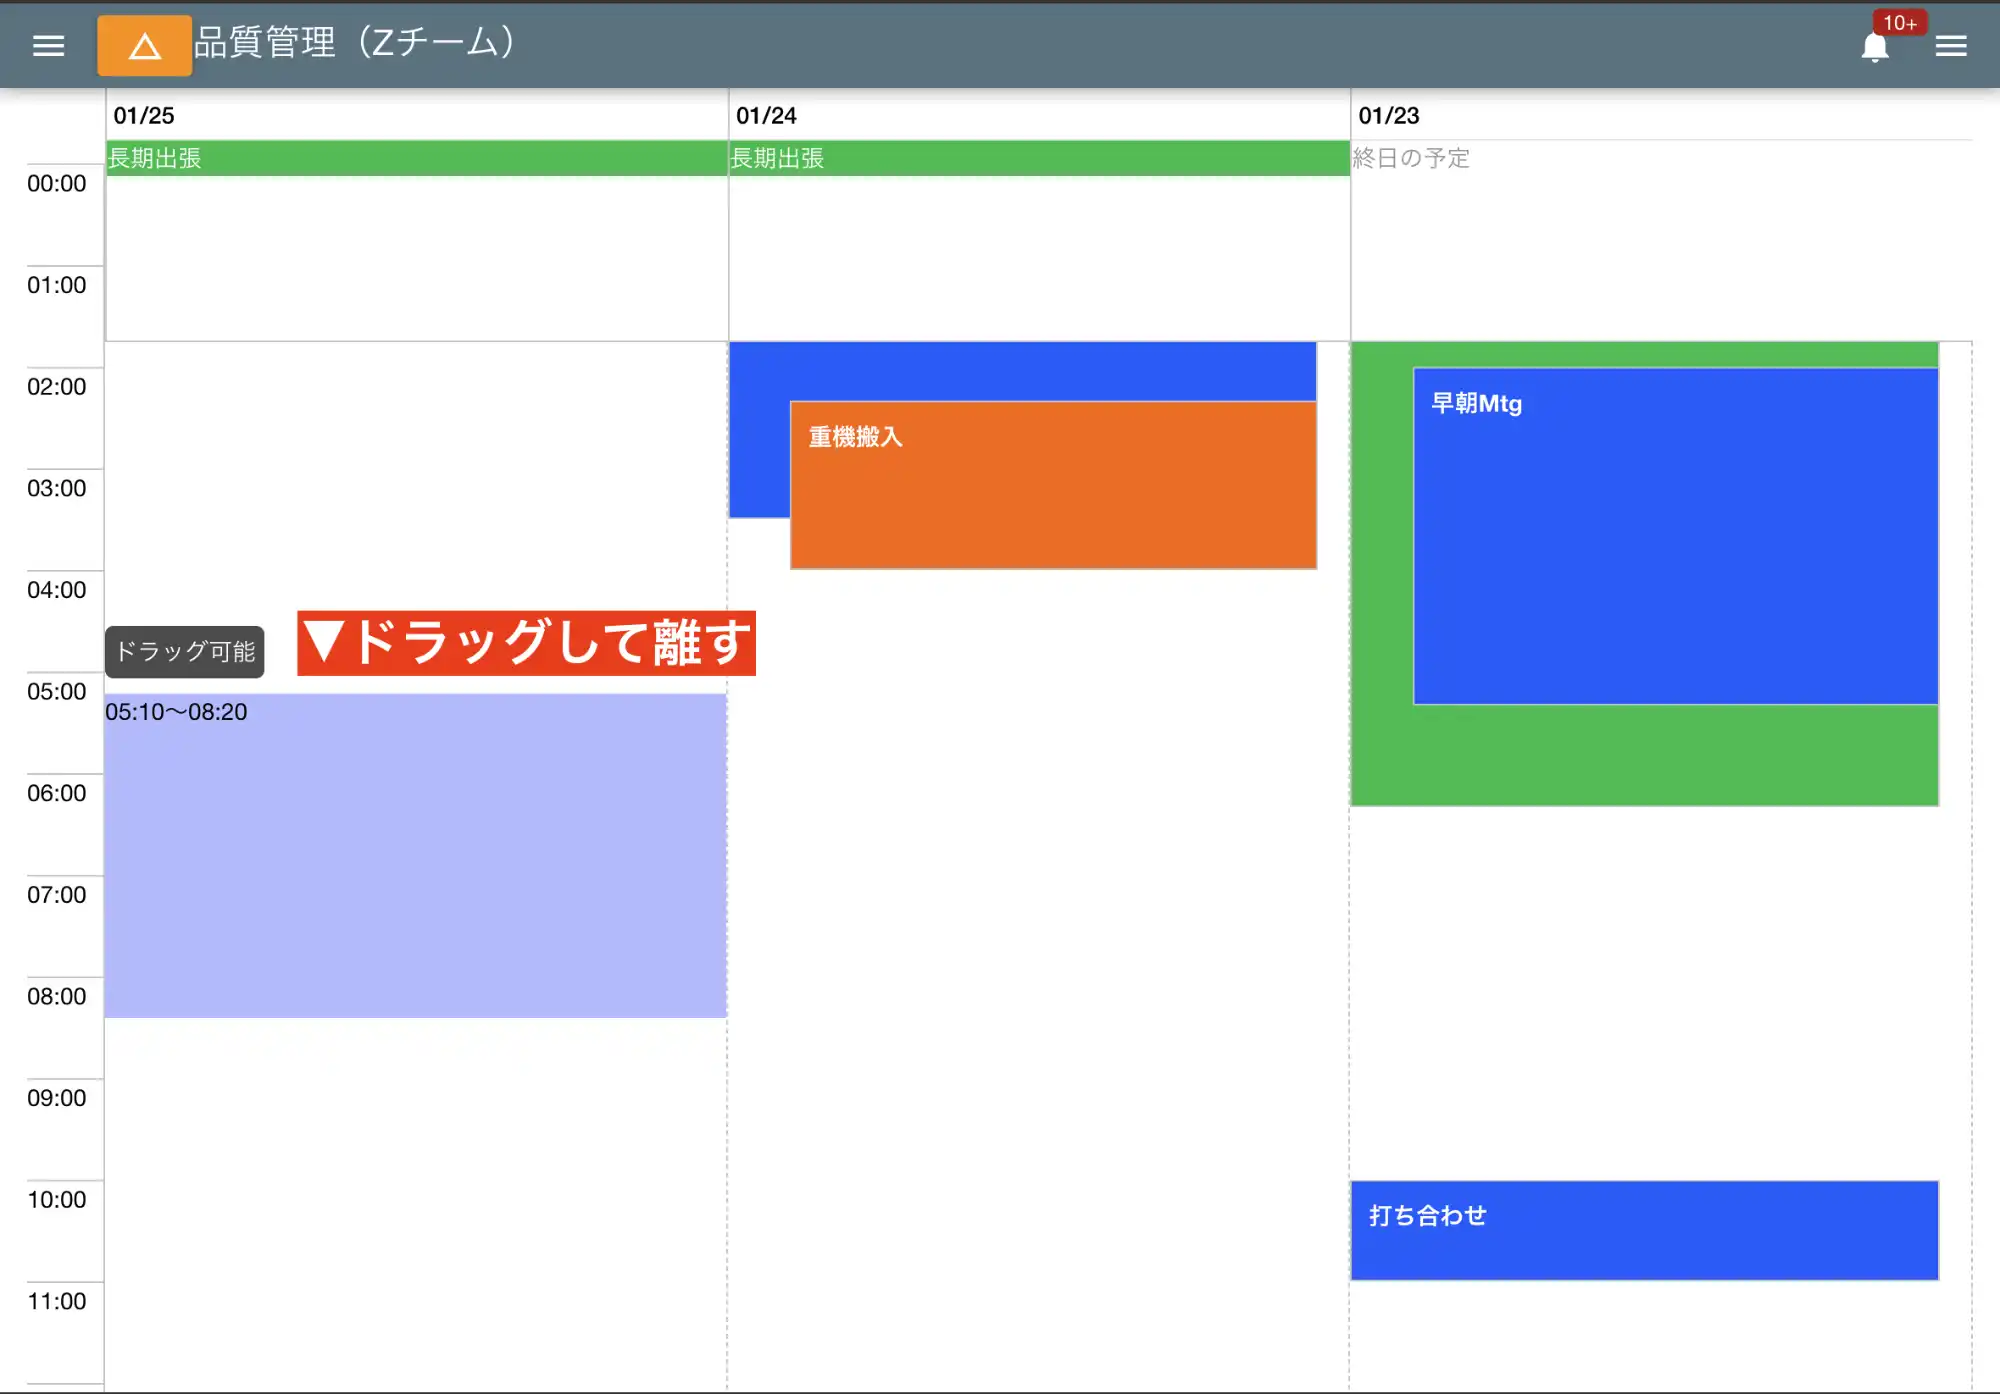 品質管理（Zチーム）
10+
01/25
01/24
01/23
長期出張
長期出張
終日の予定
00:00
01:00
02:00
早朝Mtg
重機搬入
03:00
04:00
ドラッグ可能
▼ドラッグして離す
05:00
05:10～08:20
06:00
07:00
08:00
09:00
10:00
打ち合わせ
11:00